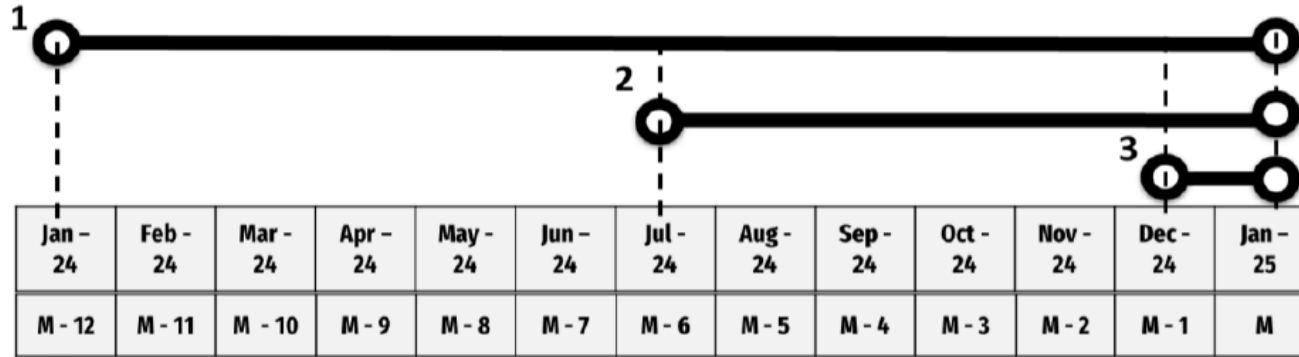 1
2
3
Jan – Feb - Mar - Apr – May - Jun – Jul - Aug - Sep - Oct - Nov - Dec - Jan –
24 24 24 24 24 24 24 24 24 24 24 24 25
M - 12 M - 11 M - 10 M - 9 M - 8 M - 7 M - 6 M - 5 M - 4 M - 3 M - 2 M - 1 M